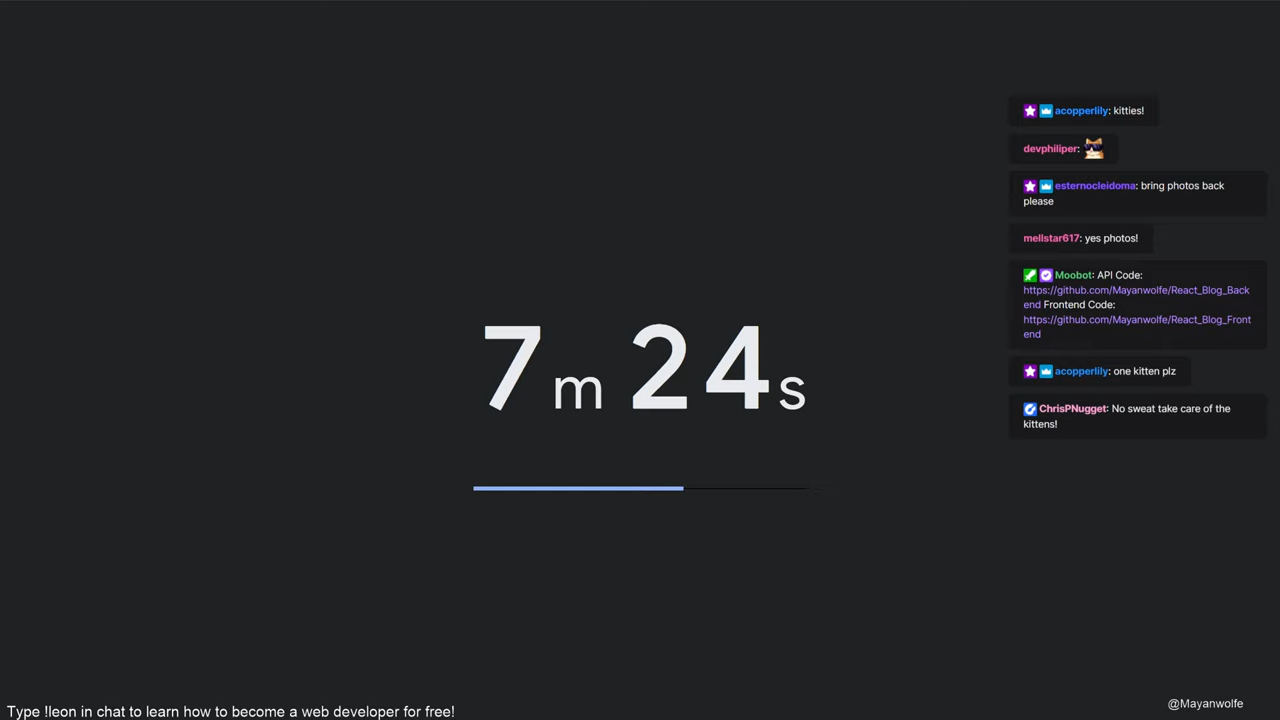 acopperlily: kitties!
devphiliper:
esternocleidoma: bring photos back
please
mellstar617: yes photos!
Moobot: API Code:
https://github.com/Mayanwolfe/React_Blog_Back
end Frontend Code:
https://github.com/Mayanwolfe/React_Blog_Front
end
acopperlily: one kitten plz
ChrisPNugget: No sweat take care of the
kittens!
7 m 24 s
@Mayanwolfe
Type !leon in chat to learn how to become a web developer for free!